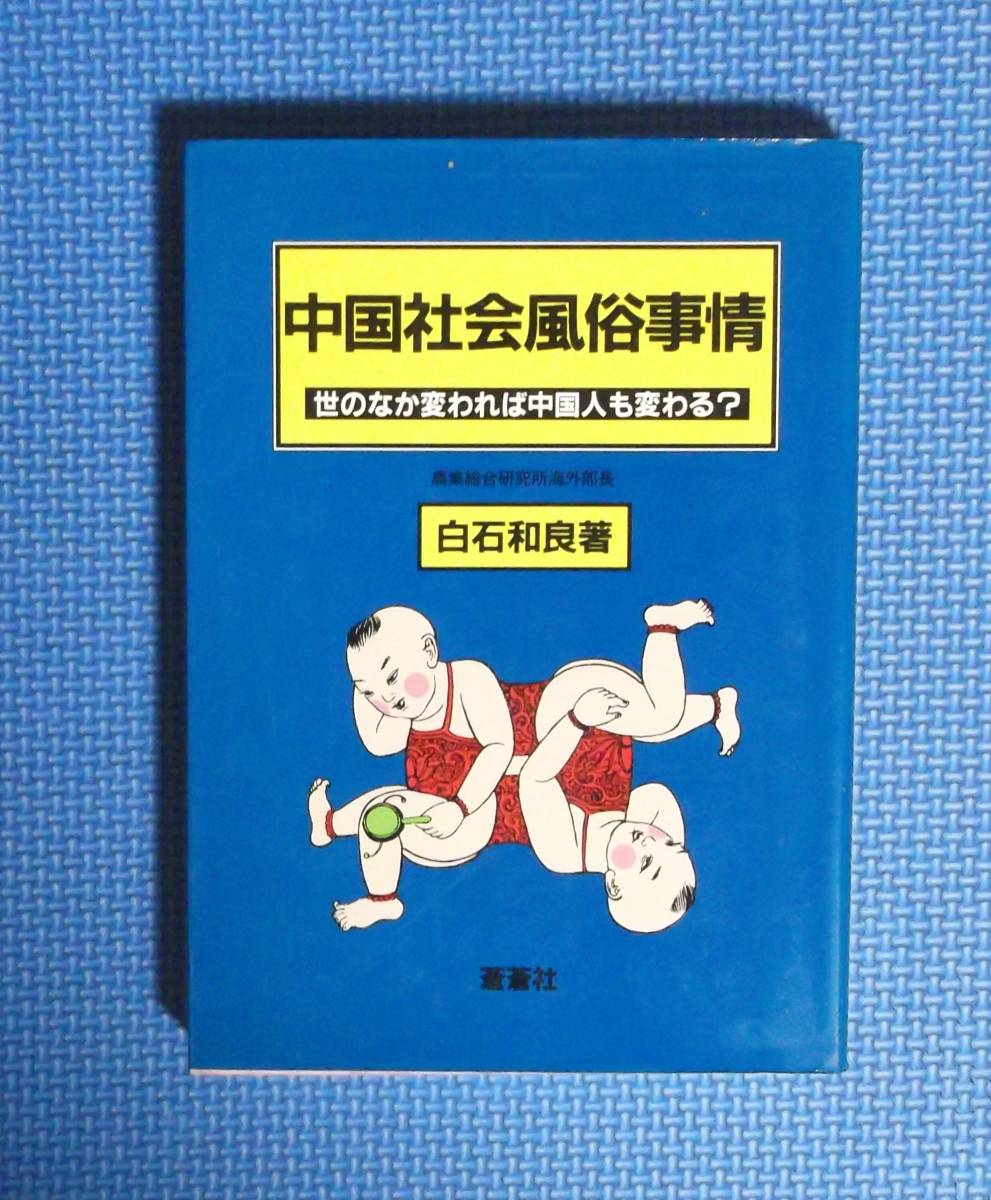 中国社会風俗事情
世のなか変われば中国人も変わる?
農業総合研究所海外部長
白石和良著
蒼蒼社